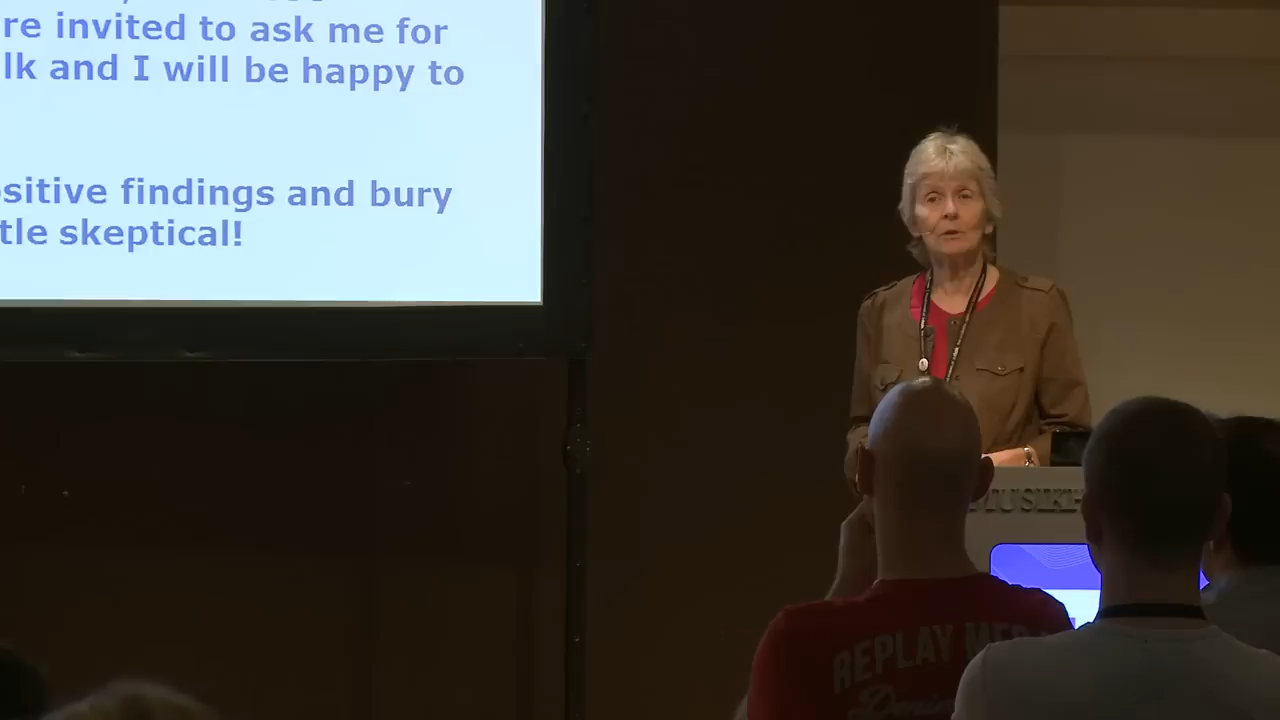 re invited to ask me for
lk and I will be happy to
sitive findings and bury
tle skeptical!
MUSIKH
REPLAY